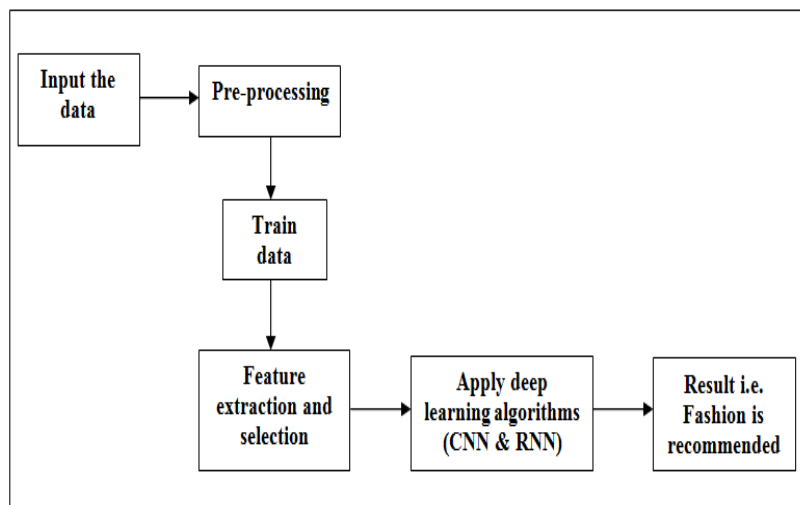 Input the
data
Pre-processing
Train
data
Feature
extraction and
selection
Apply deep
learning algorithms
(CNN & RNN)
Result i.e.
Fashion is
recommended